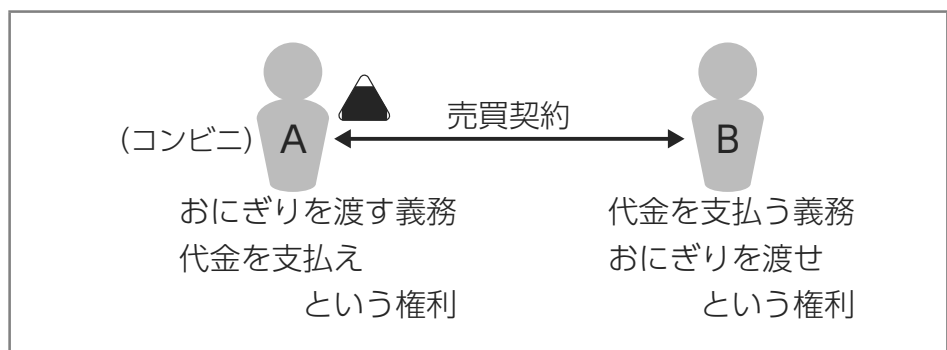 売買契約
(コンビニ) A B
おにぎりを渡す義務
代金を支払え
という権利
代金を支払う義務
おにぎりを渡せ
という権利